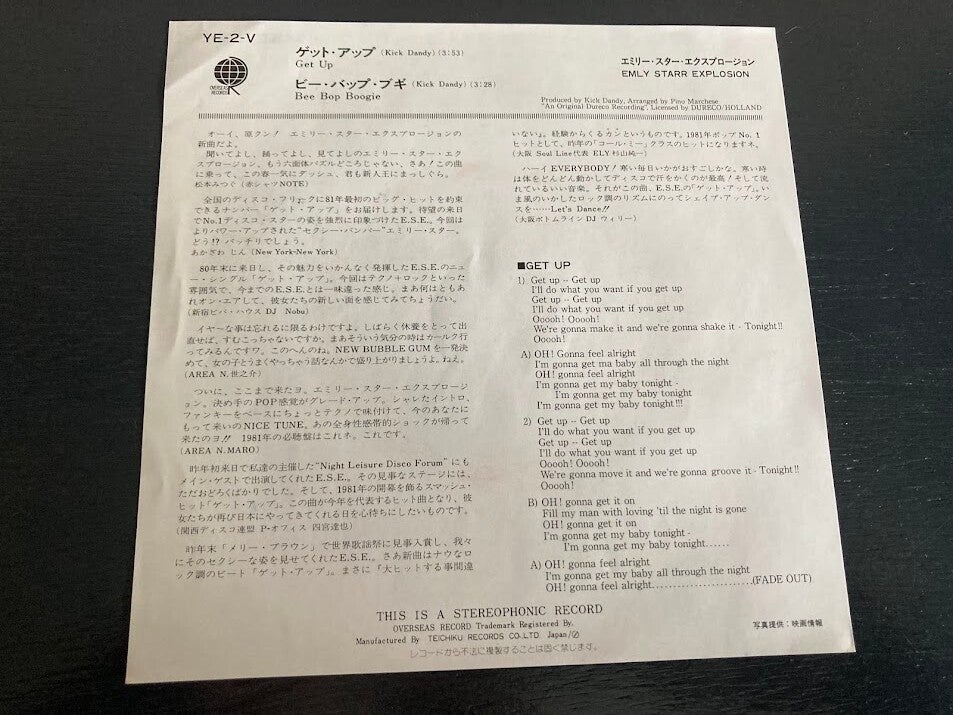 YE-2-V
OVERSEAS
RECORDS
ゲット・アップ (Kick Dandy) (3:53)
Get Up
ビー・バップ・ブギ (Kick Dandy) (3:28)
Bee Bop Boogie
エミリー・スター・エクスプロージョン
EMLY STARR EXPLOSION
Produced by Kick Dandy, Arranged by Pino Marchese
"An Original Dureco Recording", Licensed by DURECO/HOLLAND
オーイ、原クン! エミリー・スター・エクスプロージョンの
新曲だよ。
聞いてよし、踊ってよし、見てよしのエミリー・スター・エク
スプロージョン、もう六面体パズルどころじゃない、さあ!この曲
に乗って、この春一気にダッシュ、君も新人王にまっしぐら。
松本みつぐ (赤シャツNOTE)
全国のディスコ・フリークに81年最初のビッグ・ヒットを約束
できるナンバー「ゲット・アップ」をお届けします。待望の来日
でNo.1ディスコ・スターの姿を強烈に印象づけたE.S.E.。今回は
よりパワー・アップされた“セクシー・バンパー”エミリー・スター。
どう!? バッチリでしょう。
あかざわ じん (New York-New York)
80年末に来日し、その魅力をいかんなく発揮したE.S.E.のニュ
ー・シングル「ゲット・アップ」。今回はテクノ+ロックといった
雰囲気で、今までのE.S.E.とは一味違った感じ。まあ何はともあ
れオン・エアして、彼女たちの新しい面を感じてみてちょうだい。
(新宿ビバ・ハウス DJ Nobu)
イヤ〜な事は忘れるに限るわけですよ。しばらく休養をとって出
直せば、すむこっちゃないですか。まあそういう気分の時はカールク行
ってみるんですワ。このへんのね。NEW BUBBLE GUMを一発決
めて、女の子とうまくやっちゃう話なんかで盛り上がりましょうよ。ねえ。
(AREA N.世之介)
ついに、ここまで来たヨ。エミリー・スター・エクスプロージ
ョン。決め手のPOP感覚がグレード・アップ。シャレたイントロ、
ファンキーをベースにちょっとテクノで味付けて、今のあなたに
もって来いのNICE TUNE。あの全身性感帯的ショックが帰って
来たのヨ!! 1981年の必聴盤はこれネ。これです。
(AREA N.MARO)
昨年初来日で私達の主催した“Night Leisure Disco Forum”にも
メイン・ゲストで出演してくれたE.S.E.。その見事なステージには、
ただおどろくばかりでした。そして、1981年の開幕を飾るスマッシュ・
ヒット「ゲット・アップ」。この曲が今年を代表するヒット曲となり、彼
女たちが再び日本にやってきてくれる日を心待ちにしたいものです。
(関西ディスコ連盟 P-オフィス 四宮達也)
昨年末「メリー・ブラウン」で世界歌謡祭に見事入賞し、我々
にそのセクシーな姿を見せてくれたE.S.E.。さあ新曲はナウなロ
ック調のビート「ゲット・アップ」。まさに「大ヒットする事間違
いない」。経験からくるカンというものです。1981年ポップNo.1
ヒットとして、昨年の「コール・ミー」クラスのヒットになりますネ。
(大阪 Soul Line代表 ELY杉山純一)
ハーイEVERYBODY! 寒い毎日いかがおすごしかな。寒い時
は体をどんどん動かしてディスコで汗をかくのが最高! そして流
れているいい音楽。それがこの曲、E.S.E.の「ゲット・アップ」。い
ま風のいかしたロック調のリズムにのってシェイプ・アップ・ダン
スを……Let's Dance!!
(大阪ボトムラインDJ ウィリー)
■GET UP
1) Get up -- Get up
I'll do what you want if you get up
Get up -- Get up
I'll do what you want if you get up
Ooooh! Ooooh!
We're gonna make it and we're gonna shake it - Tonight!!
Ooooh!
A) OH! Gonna feel alright
I'm gonna get ma baby all through the night
OH! gonna feel alright
I'm gonna get my baby tonight -
I'm gonna get my baby tonight
I'm gonna get my baby tonight!!!
2) Get up -- Get up
I'll do what you want if you get up
Get up -- Get up
I'll do what you want if you get up
Ooooh! Ooooh!
We're gonna move it and we're gonna groove it - Tonight!!
Ooooh!
B) OH! gonna get it on
Fill my man with loving 'til the night is gone
OH! gonna get it on
I'm gonna get my baby tonight -
I'm gonna get my baby tonight......
A) OH! gonna feel alright
I'm gonna get my baby all through the night
OH! gonna feel alright........................(FADE OUT)
THIS IS A STEREOPHONIC RECORD
OVERSEAS RECORD Trademark Registered By.
Manufactured By TEICHIKU RECORDS CO.,LTD. Japan/
レコードから不法に複製することは固く禁じます。
写真提供:映画情報